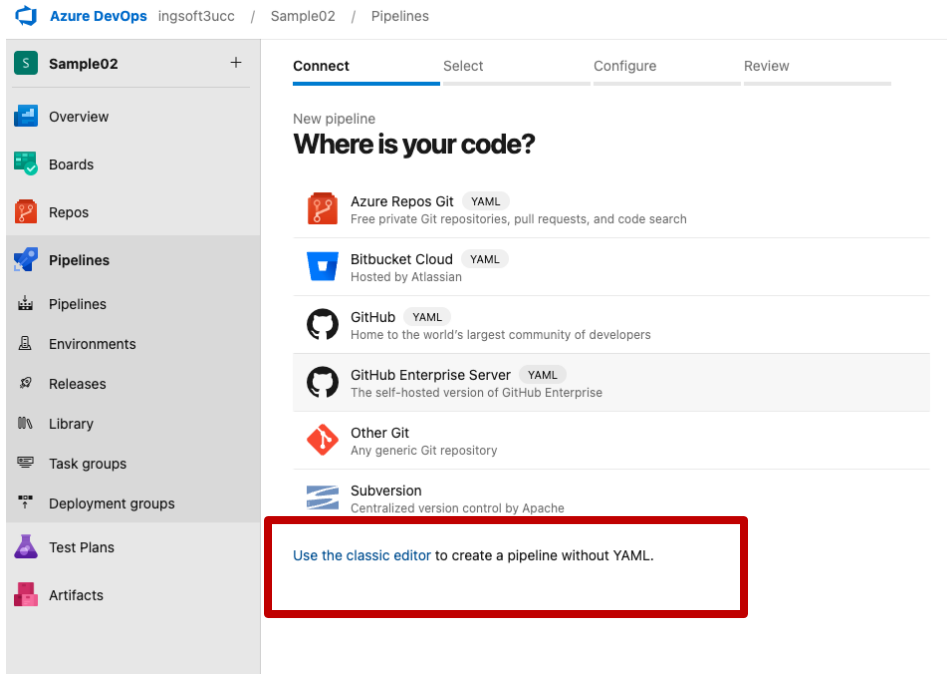 Azure DevOps ingsoft3ucc / Sample02 / Pipelines
S Sample02 +
Overview
Boards
Repos
Pipelines
Pipelines
Environments
Releases
Library
Task groups
Deployment groups
Test Plans
Artifacts
Connect Select Configure Review
New pipeline
Where is your code?
Azure Repos Git YAML
Free private Git repositories, pull requests, and code search
Bitbucket Cloud YAML
Hosted by Atlassian
GitHub YAML
Home to the world's largest community of developers
GitHub Enterprise Server YAML
The self-hosted version of GitHub Enterprise
Other Git
Any generic Git repository
Subversion
Centralized version control by Apache
Use the classic editor to create a pipeline without YAML.